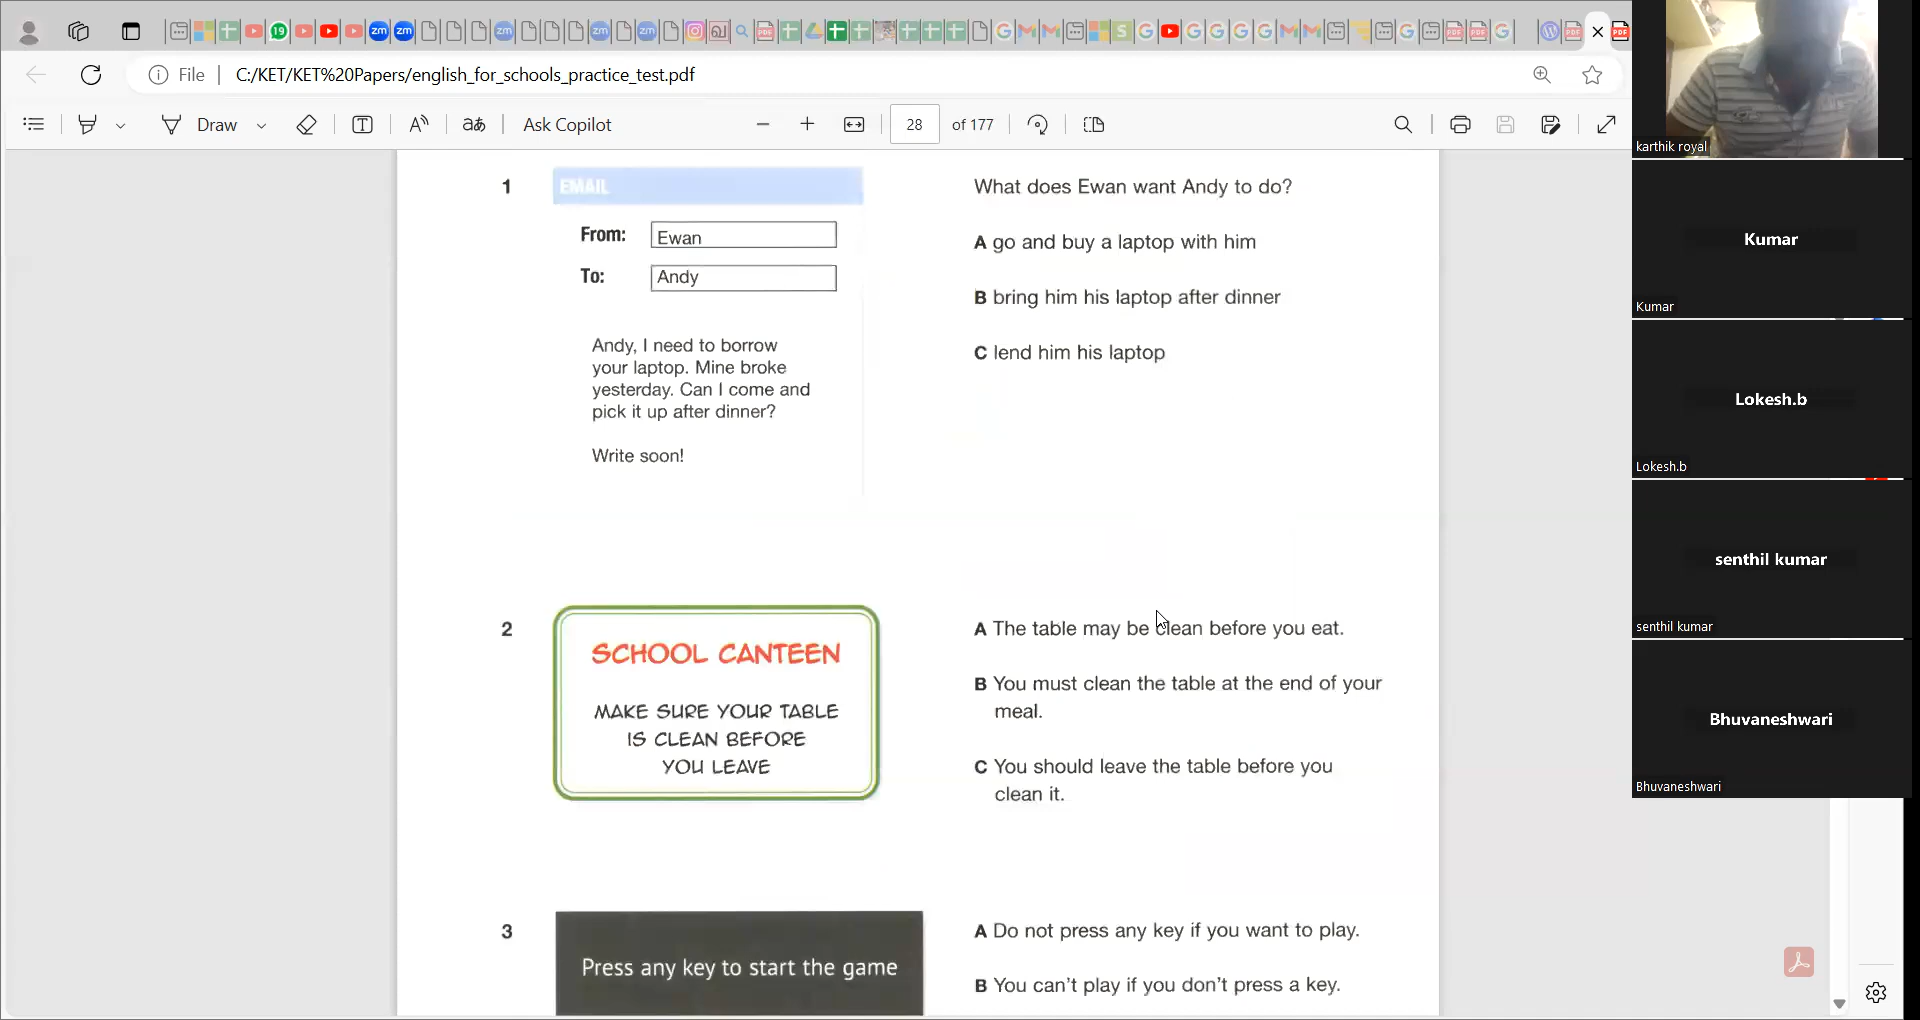 File
C:/KET/KET%20Papers/english_for_schools_practice_test.pdf
Draw
Ask Copilot
28
of 177
1
EMAIL
From:
Ewan
To:
Andy
Andy, I need to borrow
your laptop. Mine broke
yesterday. Can I come and
pick it up after dinner?
Write soon!
What does Ewan want Andy to do?
A go and buy a laptop with him
B bring him his laptop after dinner
C lend him his laptop
2
SCHOOL CANTEEN
MAKE SURE YOUR TABLE
IS CLEAN BEFORE
YOU LEAVE
A The table may be clean before you eat.
B You must clean the table at the end of your
meal.
C You should leave the table before you
clean it.
3
Press any key to start the game
A Do not press any key if you want to play.
B You can't play if you don't press a key.
karthik royal
Kumar
Kumar
Lokesh.b
Lokesh.b
senthil kumar
senthil kumar
Bhuvaneshwari
Bhuvaneshwari